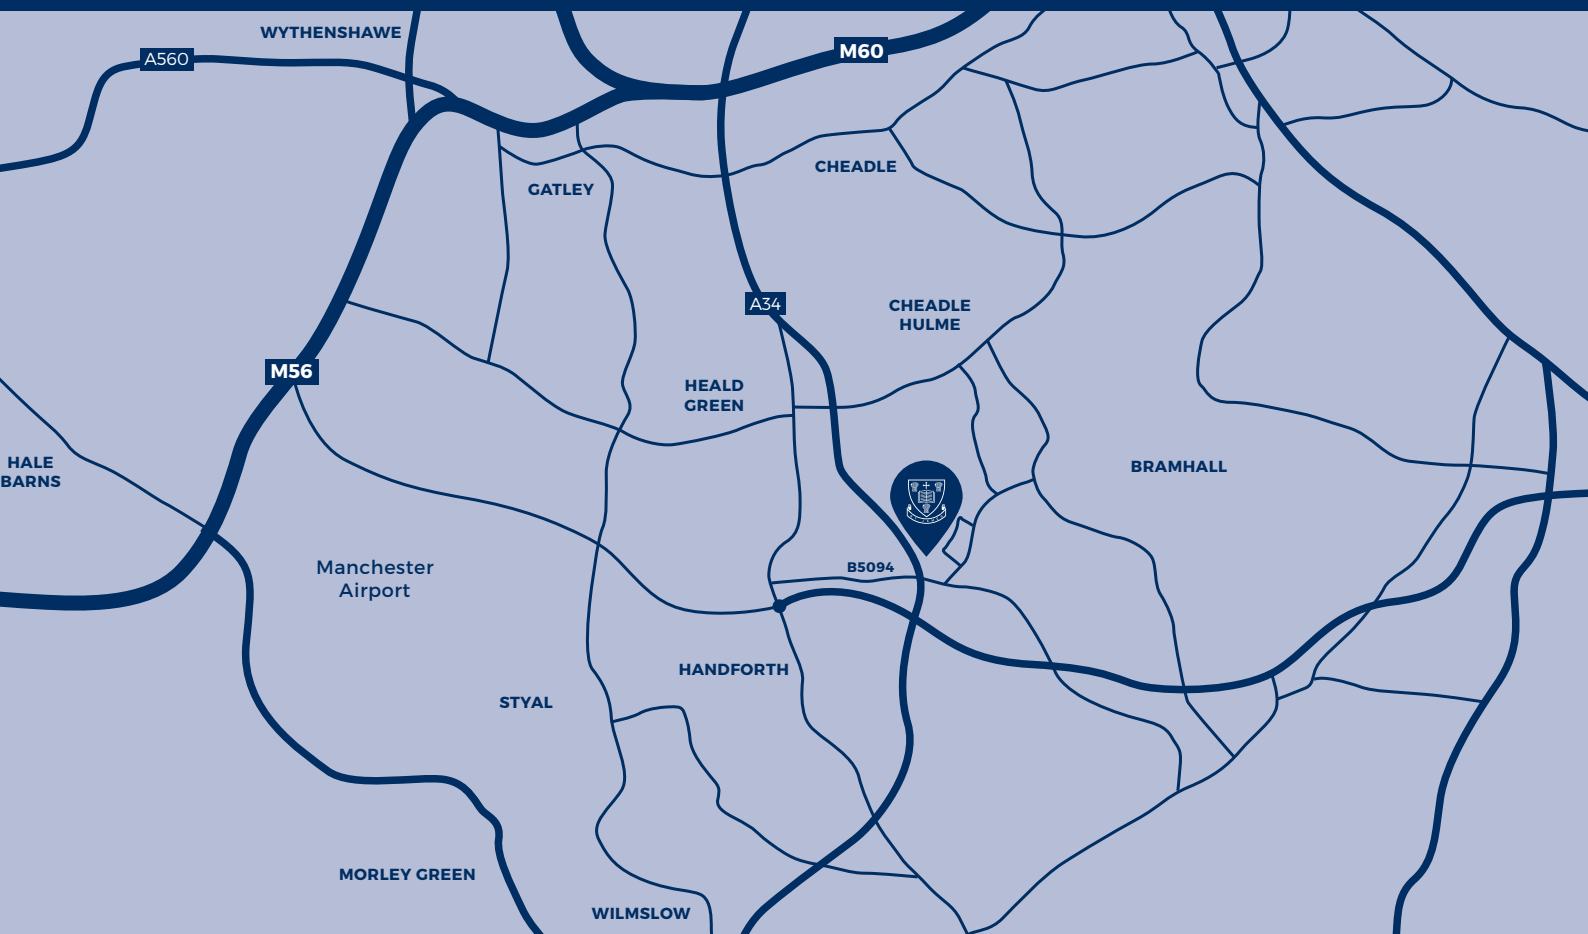 WYTHENSHAWE
A560
M60
CHEADLE
GATLEY
A34
CHEADLE
HULME
M56
HEALD
GREEN
HALE
BARNS
BRAMHALL
Manchester
Airport
B5094
HANDFORTH
STYAL
MORLEY GREEN
WILMSLOW